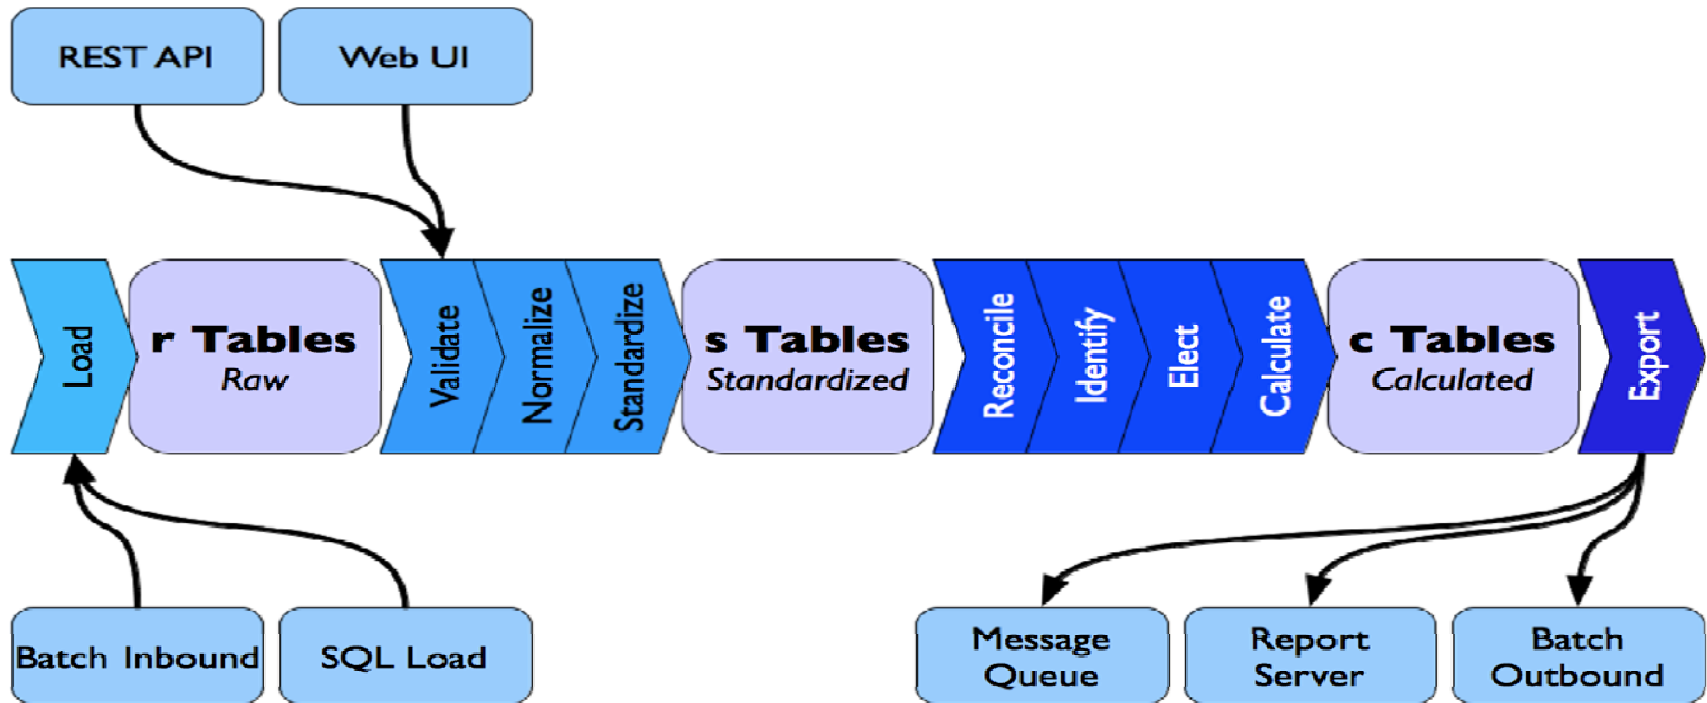 REST API
Web UI
Load
r Tables
Raw
Validate
Normalize
Standardize
s Tables
Standardized
Reconcile
Identify
Elect
Calculate
c Tables
Calculated
Export
Batch Inbound
SQL Load
Message
Queue
Report
Server
Batch
Outbound